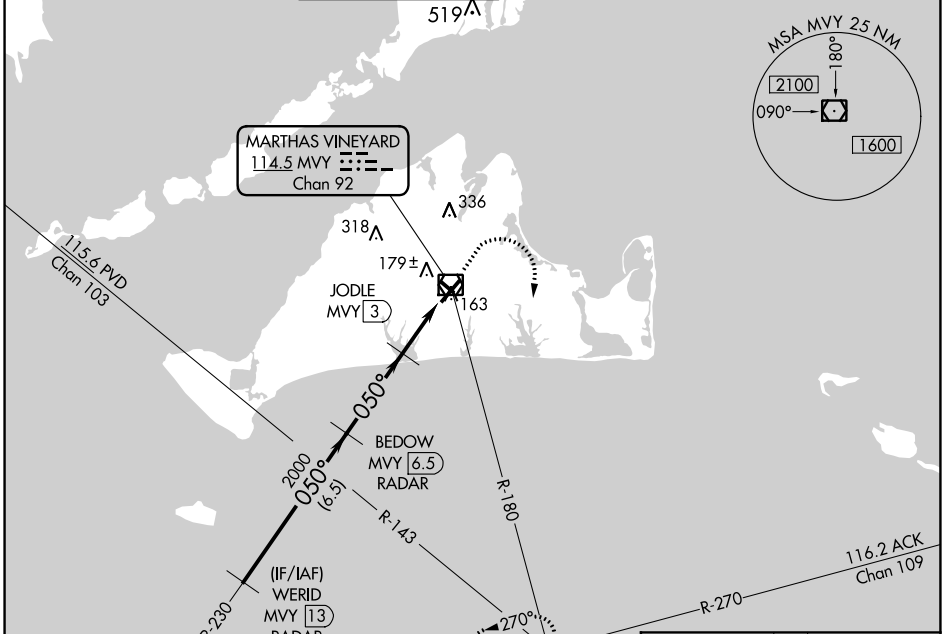 519
MSA MVY 25 NM
180°
2100
090°
1600
MARTHAS VINEYARD
114.5 MVY
Chan 92
336
318
179±
163
115.6 PVD
Chan 103
JODLE
MVY 3
050°
BEDOW
MVY 6.5
RADAR
2000
050°
(6.5)
R-143
R-180
116.2 ACK
Chan 109
R-270
270°
(IF/IAF)
WERID
MVY 13
RADAR
R-230